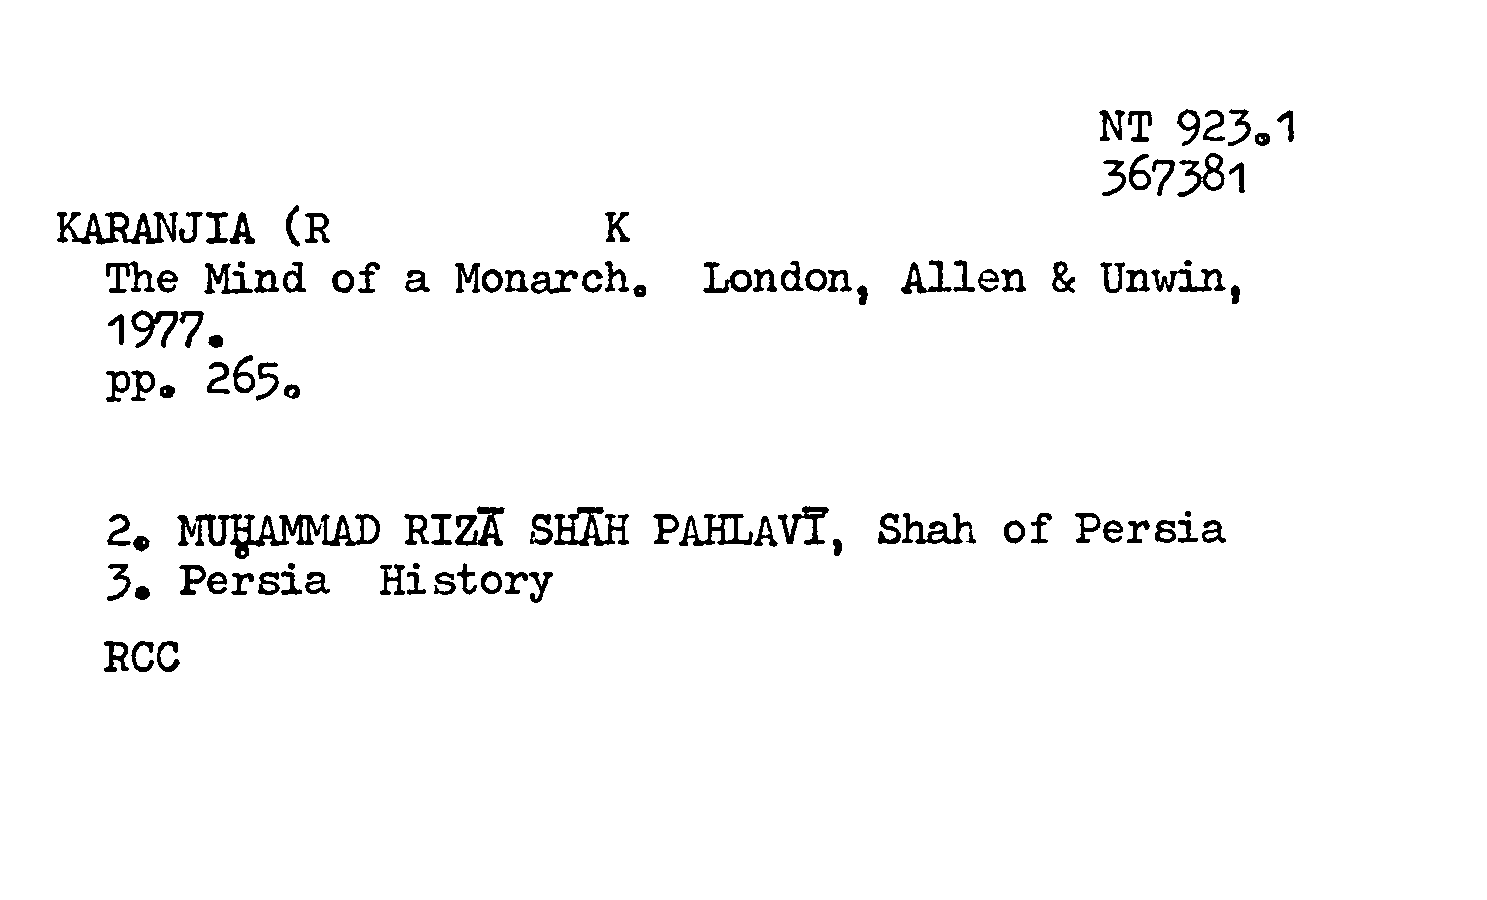 NT 923.1
367381
KARANJIA (R K
The Mind of a Monarch. London, Allen & Unwin,
1977.
pp. 265.
2. MUḤAMMAD RIZĀ SHĀH PAHLAVĪ, Shah of Persia
3. Persia History
RCC